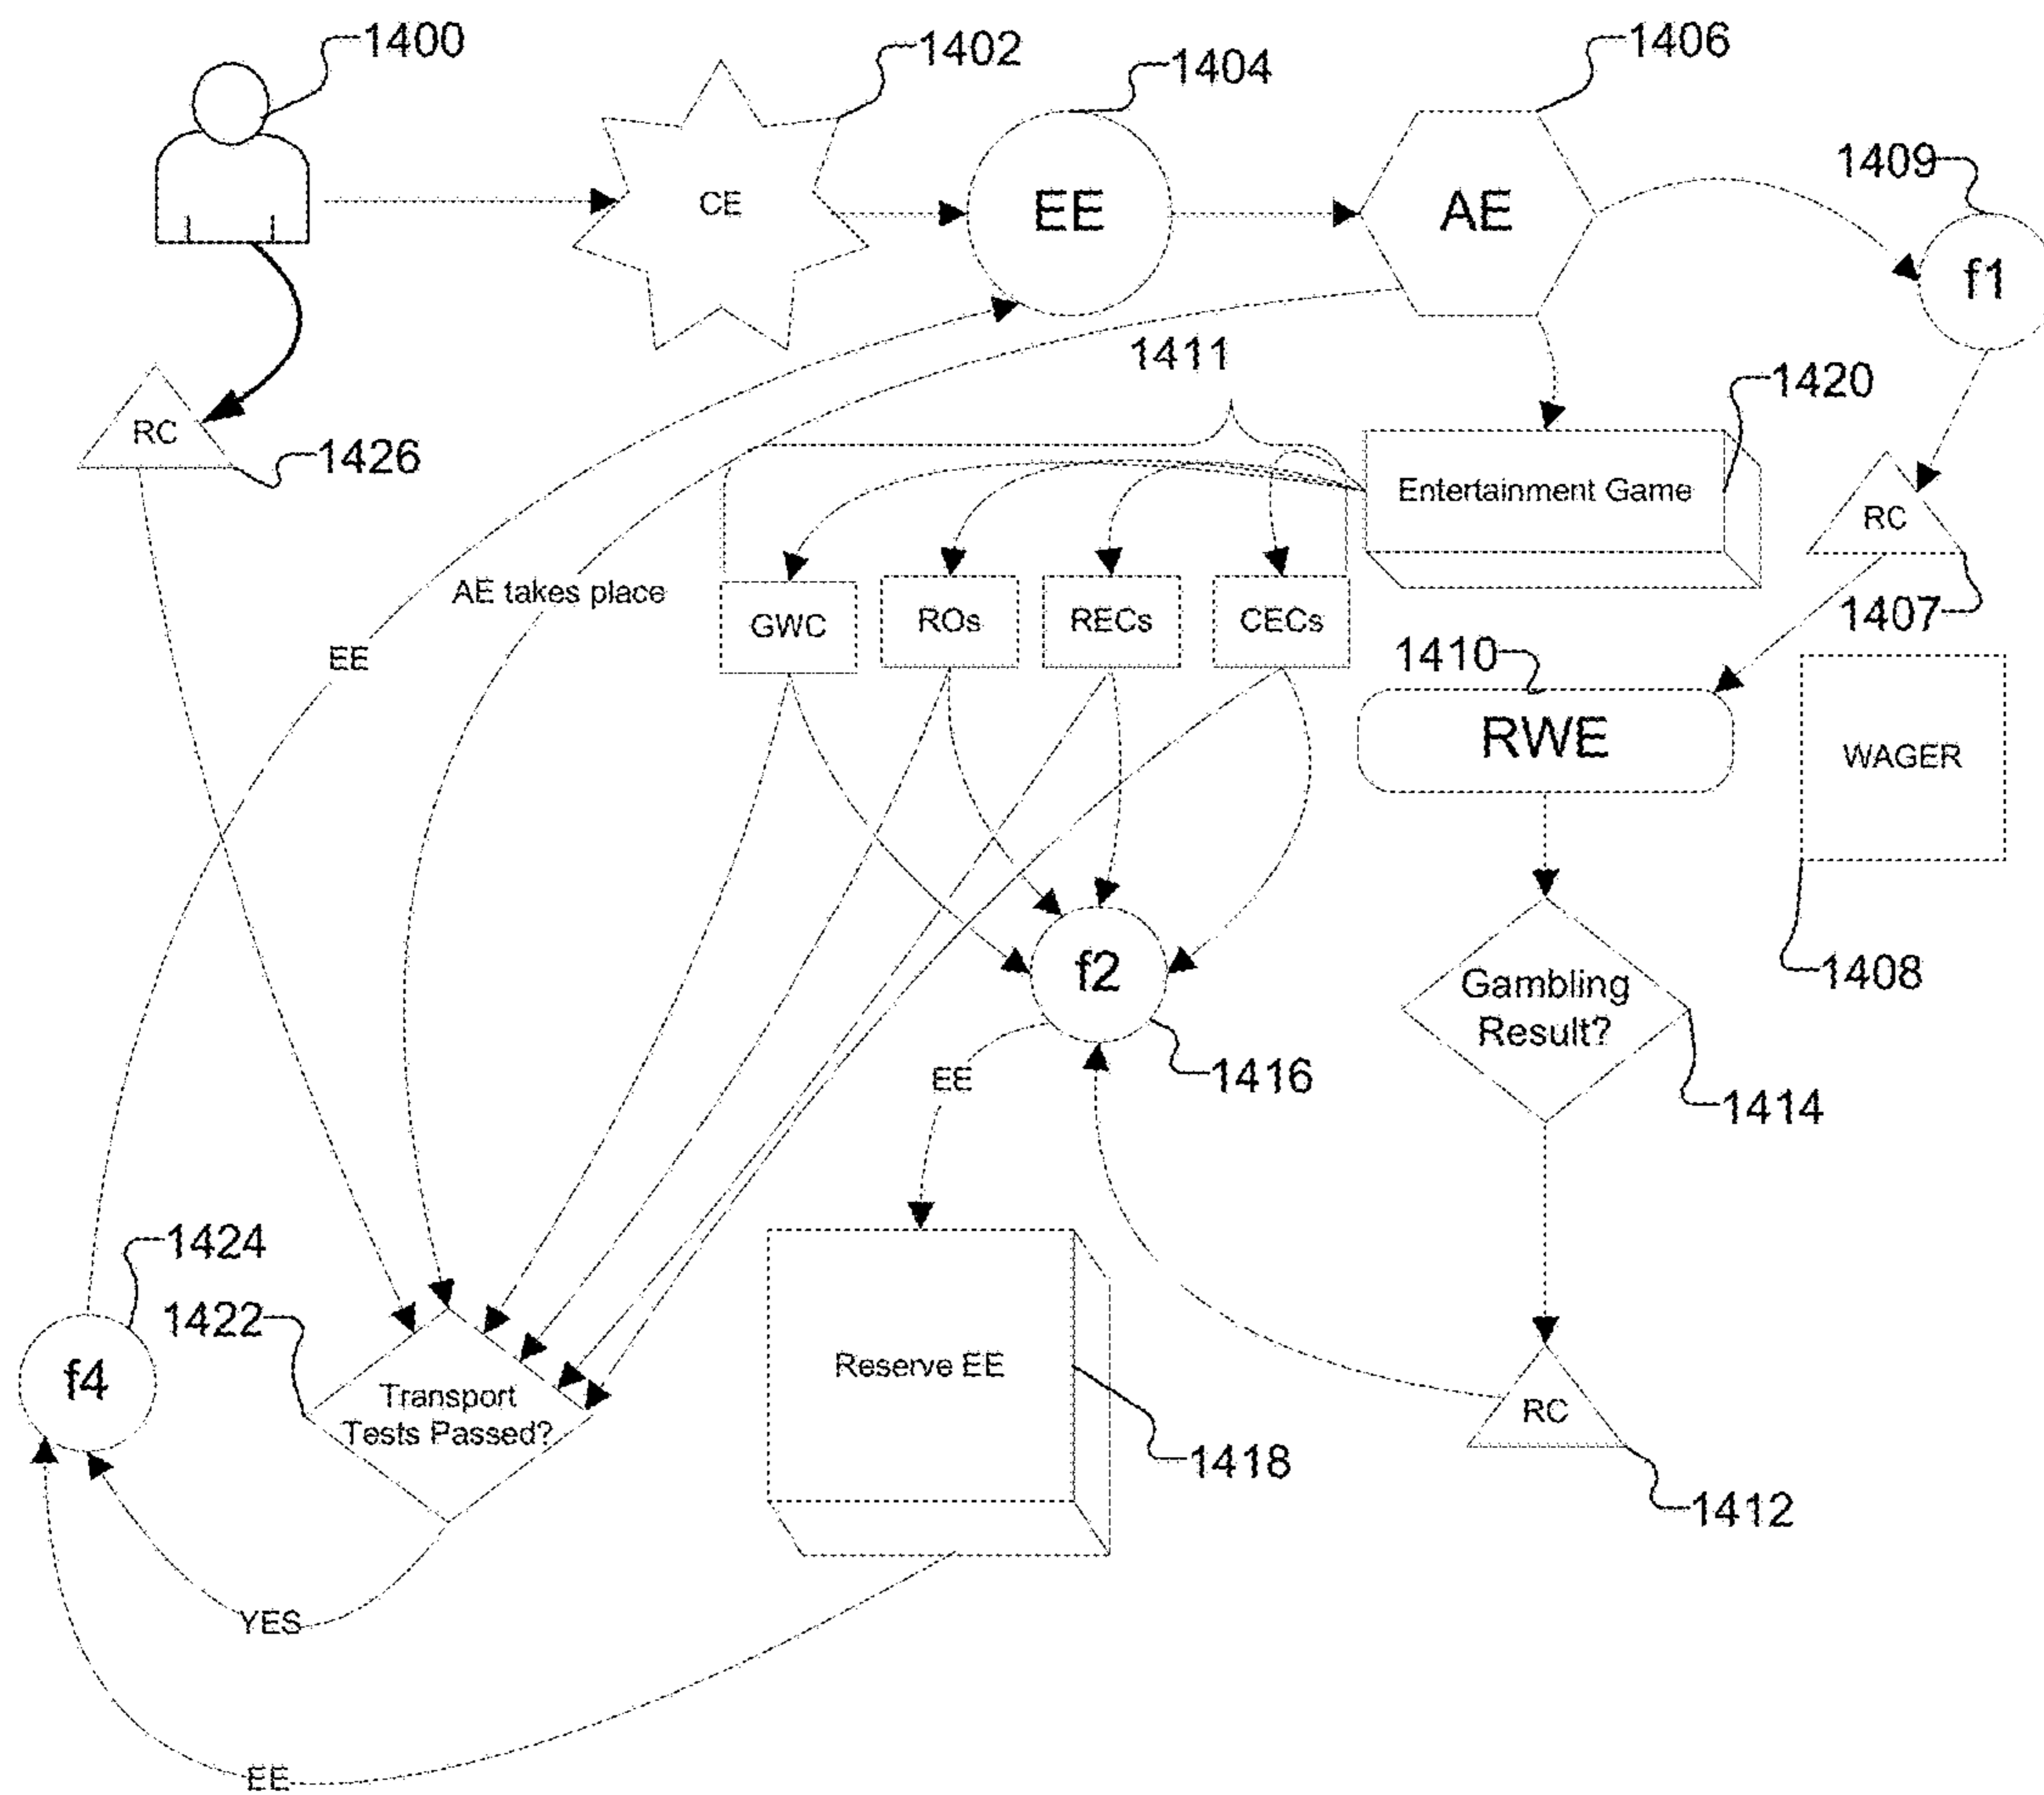 1400
1402
1404
1406
1409
CE
EE
AE
f1
1411
1420
RC
1426
Entertainment Game
RC
1407
AE takes place
GWC
ROs
RECs
CECs
EE
1410
RWE
WAGER
1408
f2
Gambling
Result?
1416
1414
EE
1424
1422
f4
Transport
Tests Passed?
Reserve EE
1418
RC
1412
YES
EE